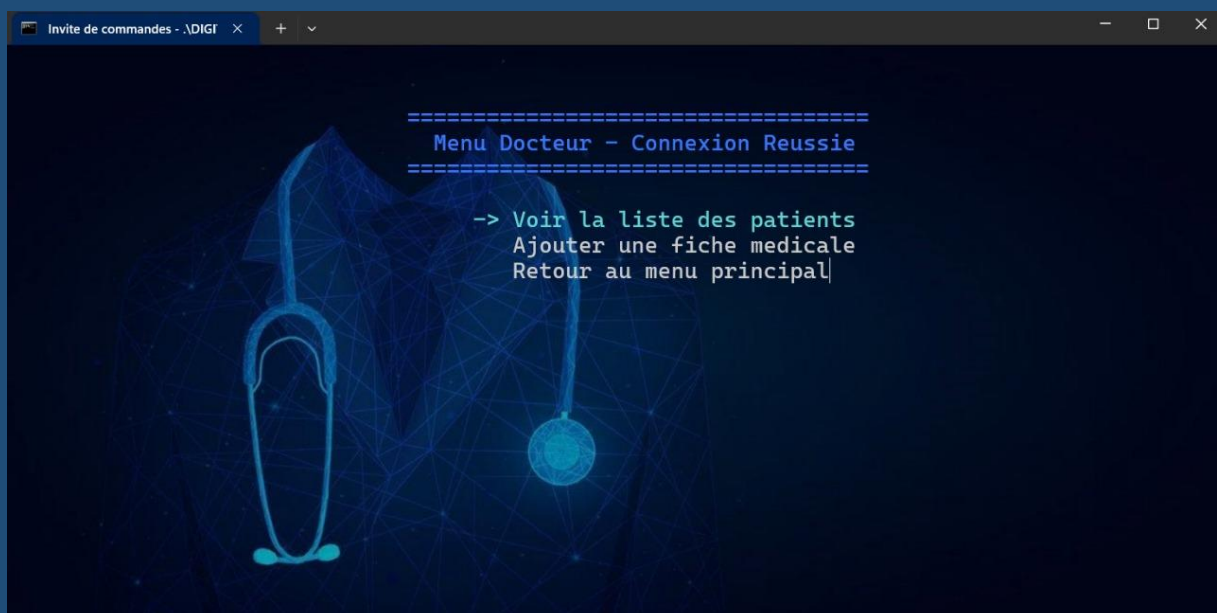 Invite de commandes - .\DIGI
===================================
Menu Docteur - Connexion Reussie
===================================
-> Voir la liste des patients
Ajouter une fiche medicale
Retour au menu principal